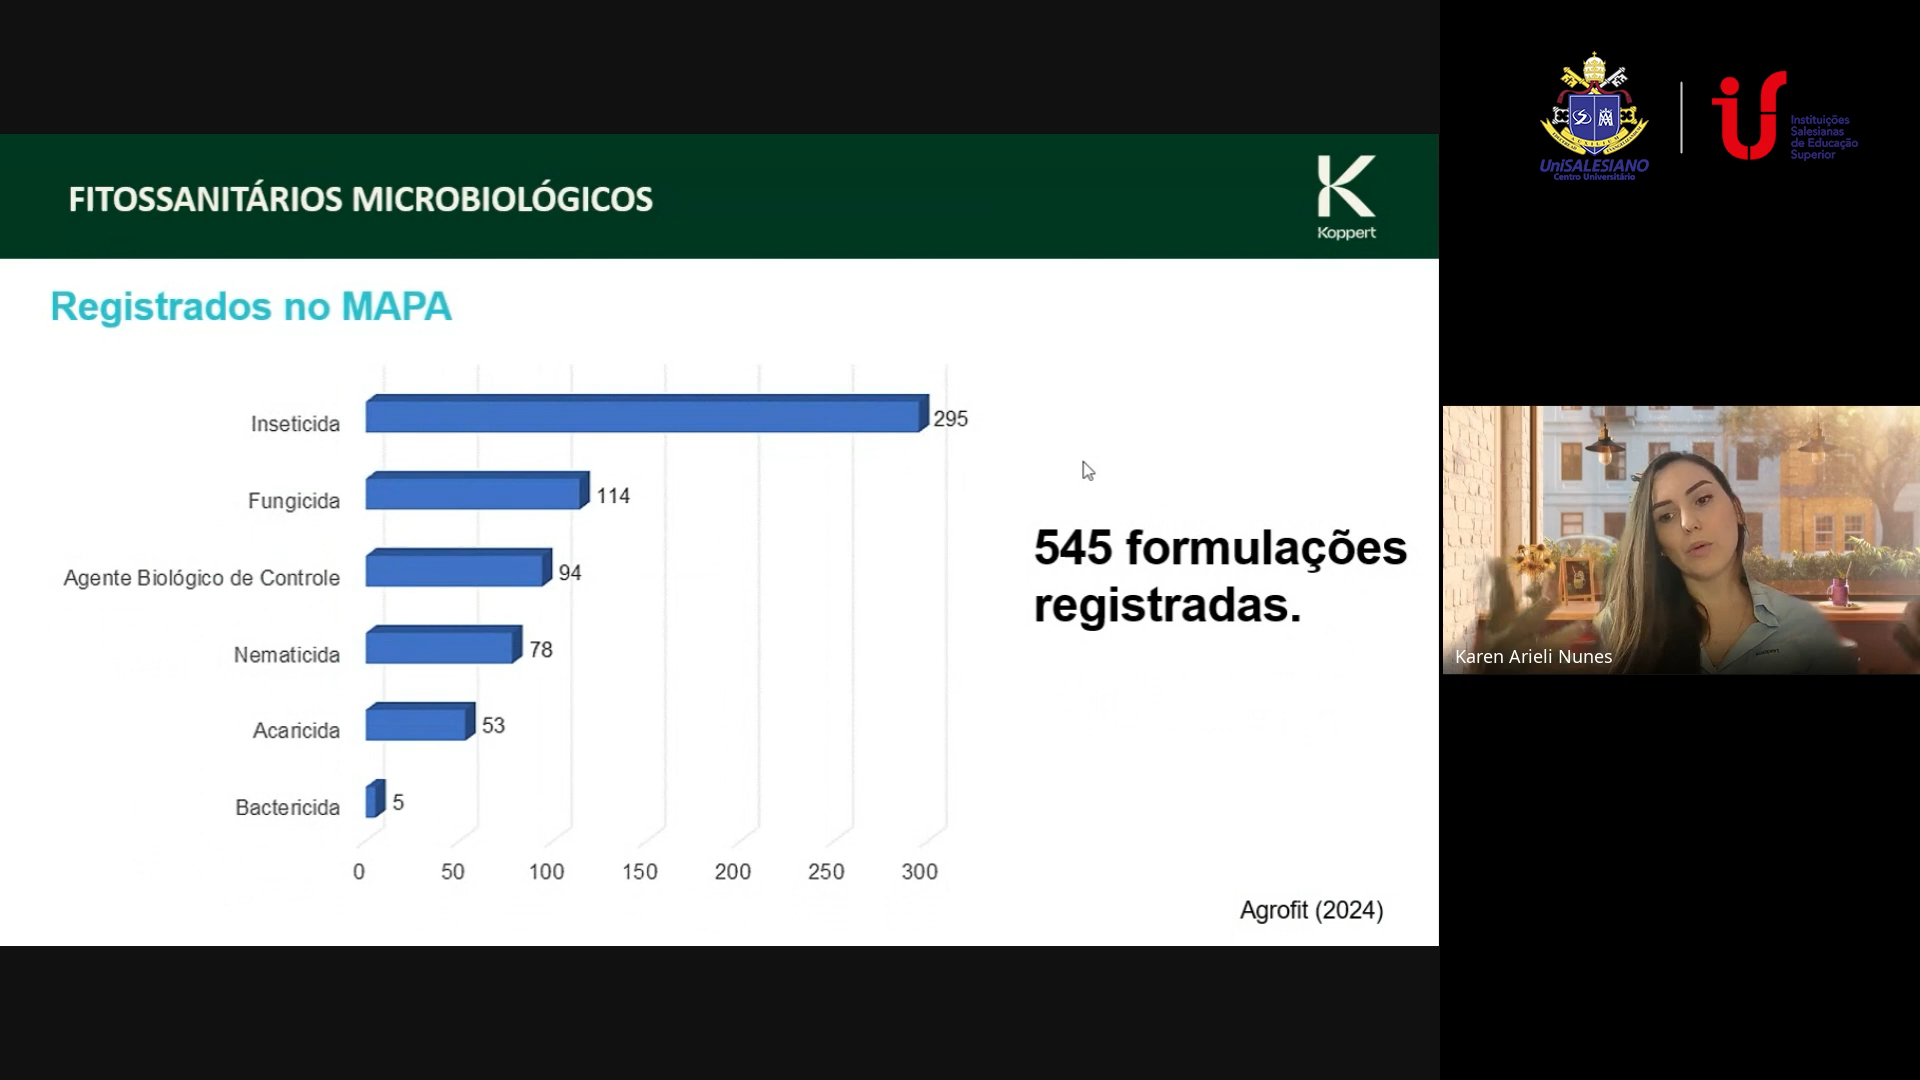 FITOSSANITÁRIOS MICROBIOLÓGICOS
Koppert
Registrados no MAPA
Inseticida
295
Fungicida
114
Agente Biológico de Controle
94
Nematicida
78
Acaricida
53
Bactericida
5
0 50 100 150 200 250 300
545 formulações
registradas.
Agrofit (2024)
UniSALESIANO
Centro Universitário
Instituições
Salesianas
de Educação
Superior
Karen Arieli Nunes